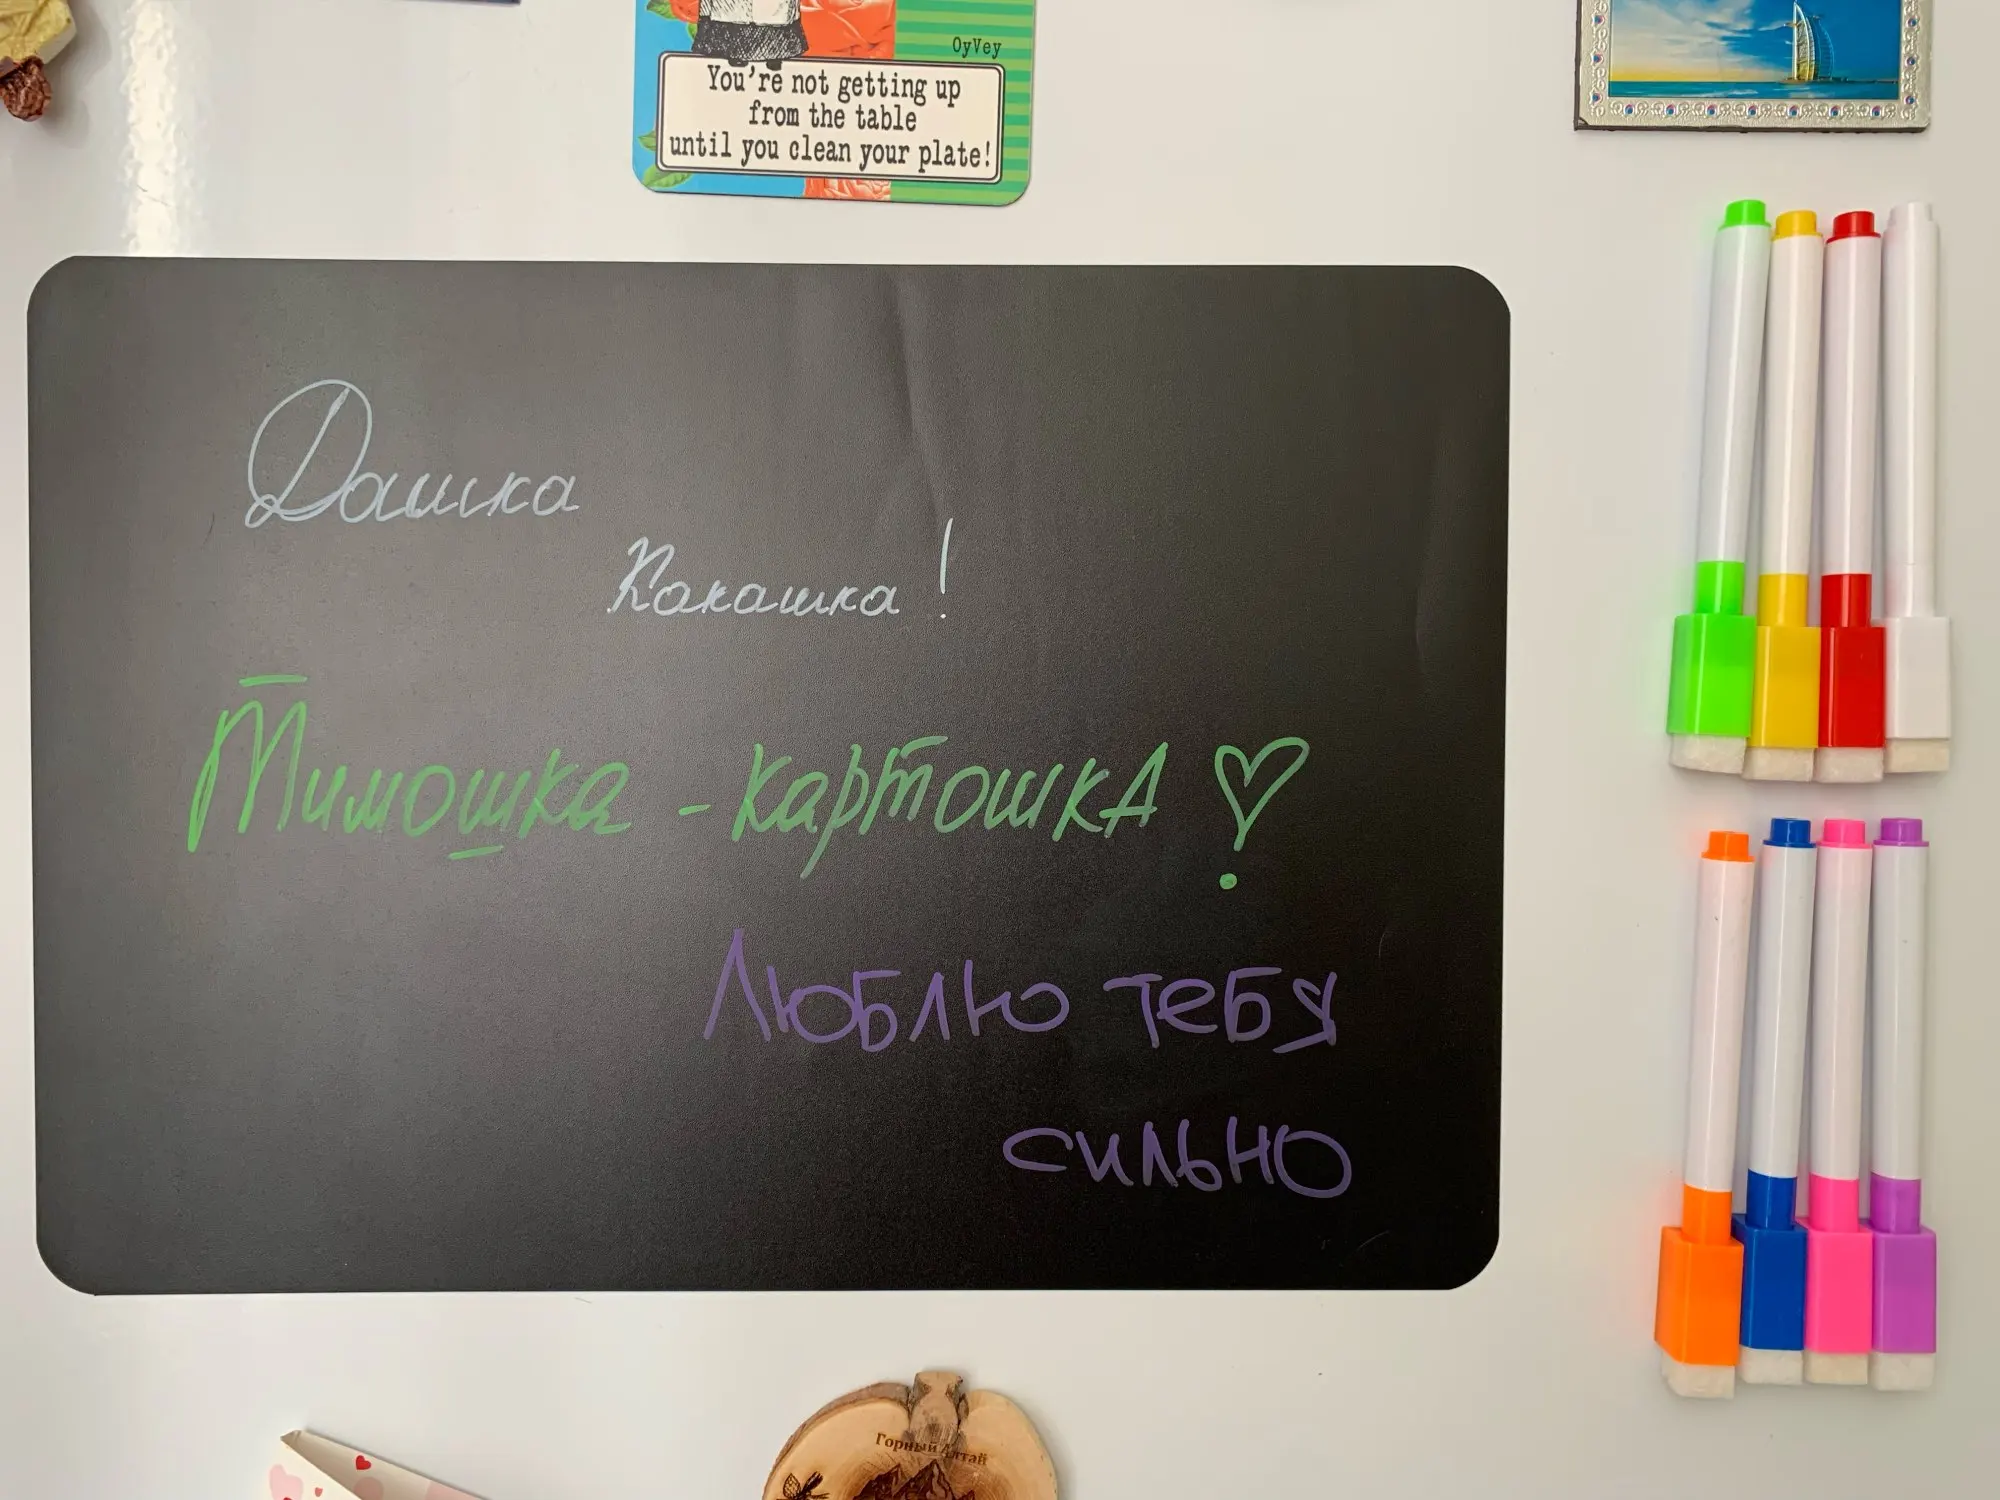 OyVey
You're not getting up
from the table
until you clean your plate!
Дашка
Какашка!
Тимошка - картошкА
Люблю тебя
сильно
Горный Алтай